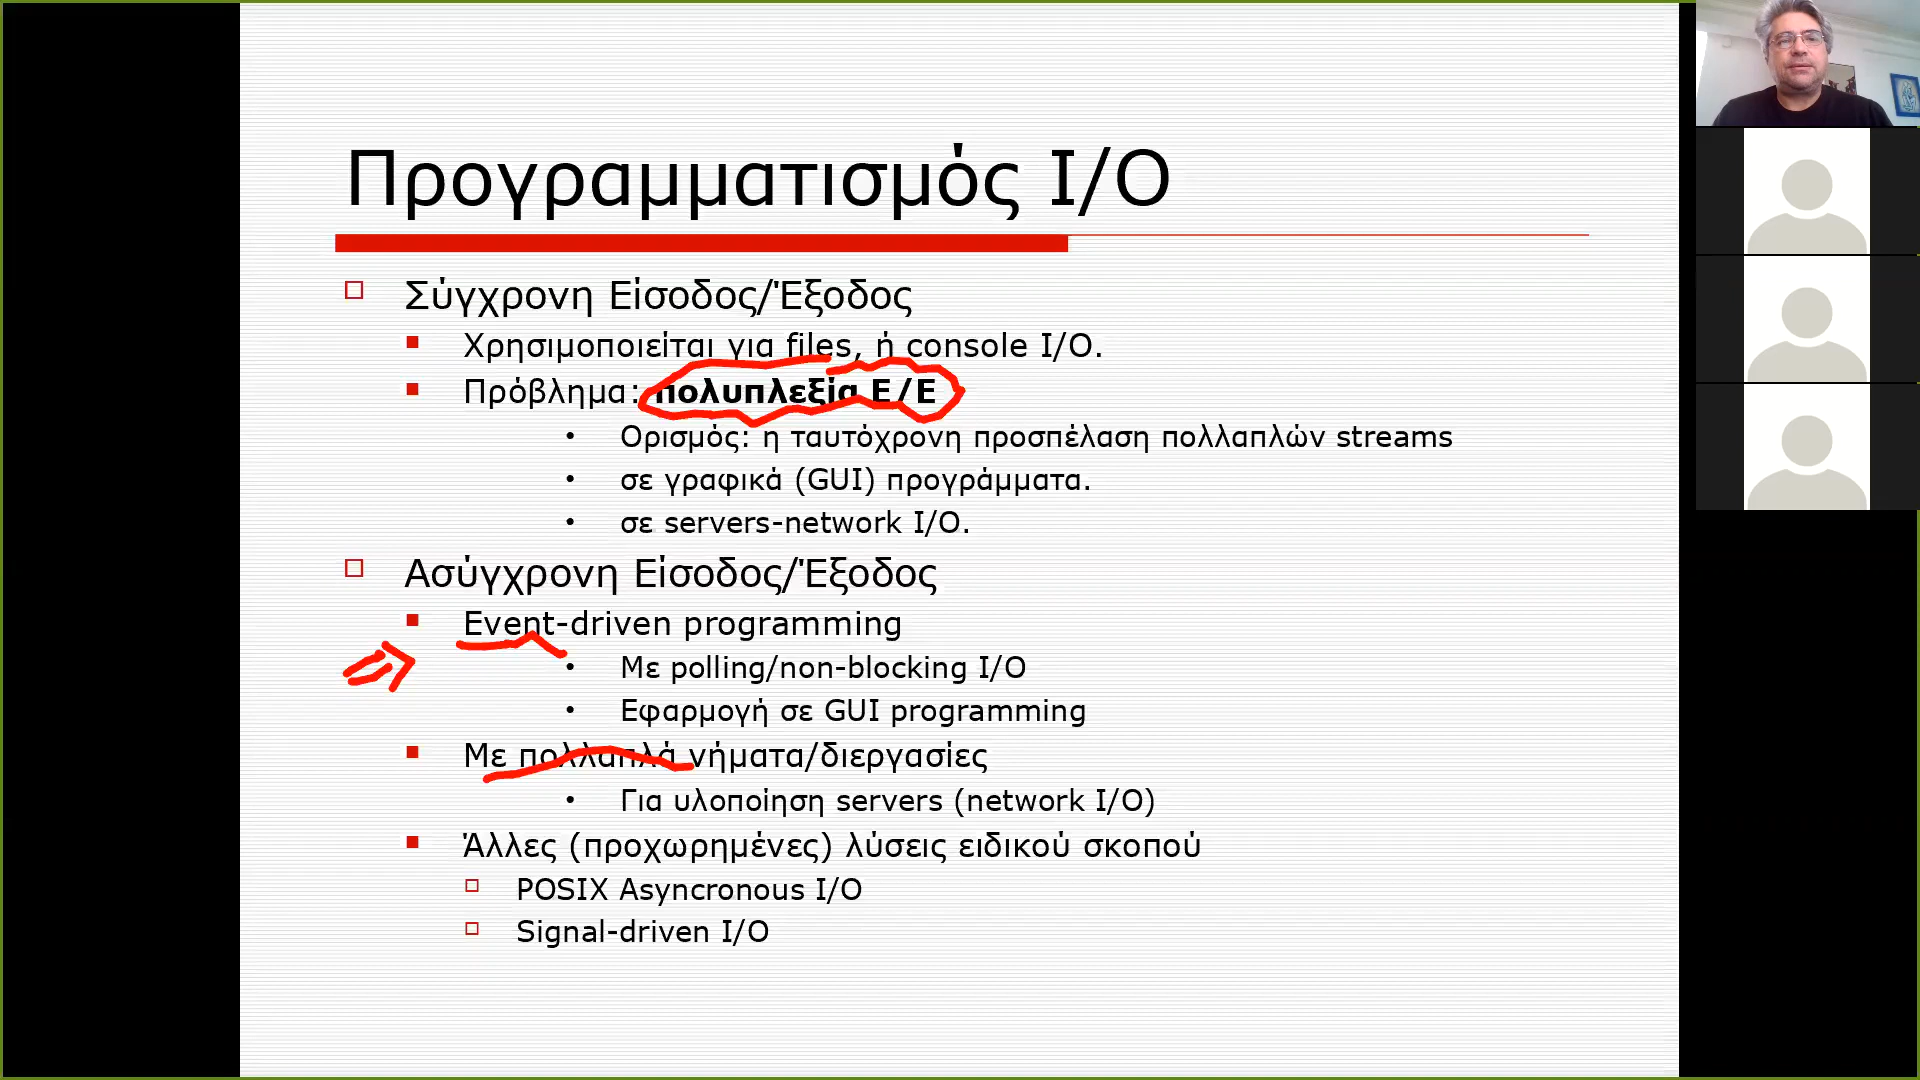 Προγραμματισμός I/O
Σύγχρονη Είσοδος/Έξοδος
Χρησιμοποιείται για files, ή console I/O.
Πρόβλημα: πολυπλεξία Ε/Ε
Ορισμός: η ταυτόχρονη προσπέλαση πολλαπλών streams
σε γραφικά (GUI) προγράμματα.
σε servers-network I/O.
Ασύγχρονη Είσοδος/Έξοδος
Event-driven programming
Με polling/non-blocking I/O
Εφαρμογή σε GUI programming
Με πολλαπλά νήματα/διεργασίες
Για υλοποίηση servers (network I/O)
Άλλες (προχωρημένες) λύσεις ειδικού σκοπού
POSIX Asyncronous I/O
Signal-driven I/O